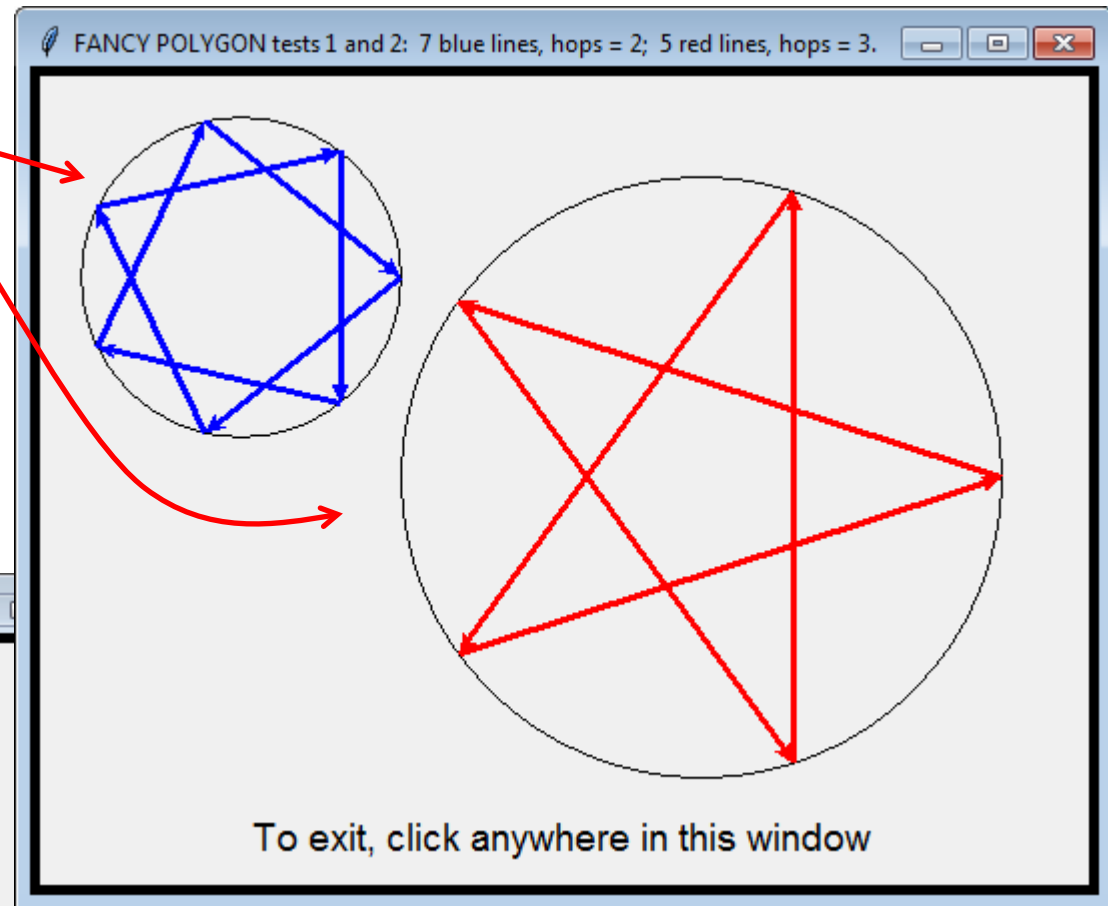 FANCY POLYGON tests 1 and 2:  7 blue lines, hops = 2;  5 red lines, hops = 3.
To exit, click anywhere in this window